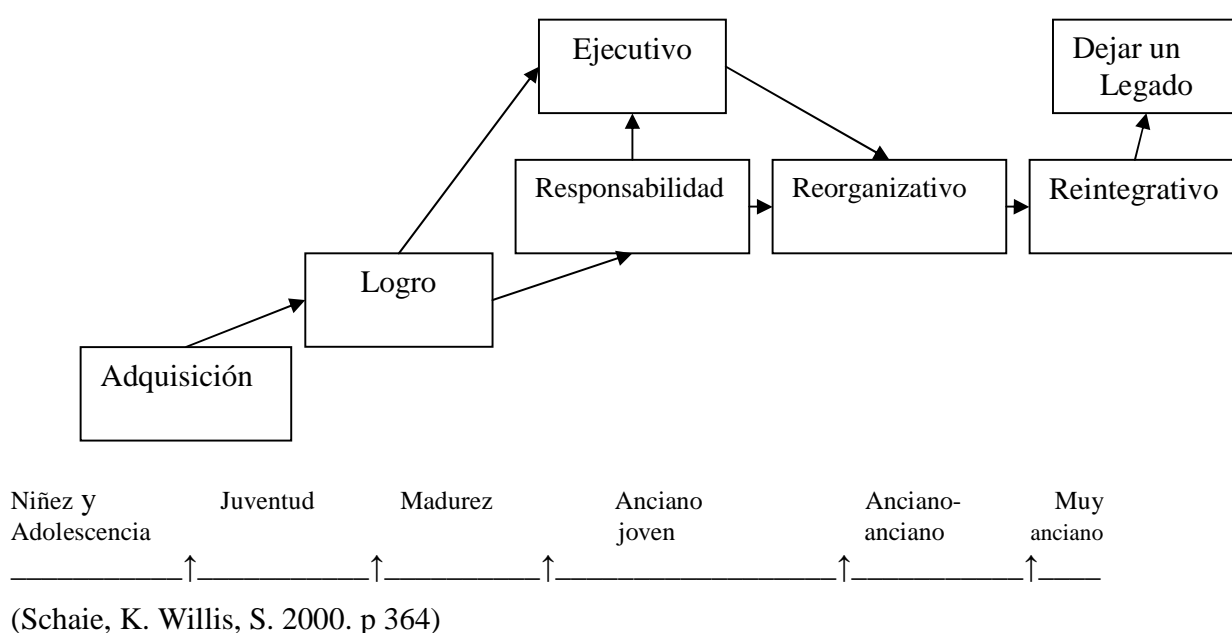 Ejecutivo
Dejar un
Legado
Responsabilidad
Reorganizativo
Reintegrativo
Logro
Adquisición
Niñez y
Adolescencia
Juventud
Madurez
Anciano
joven
Anciano-
anciano
Muy
anciano
(Schaie, K. Willis, S. 2000. p 364)